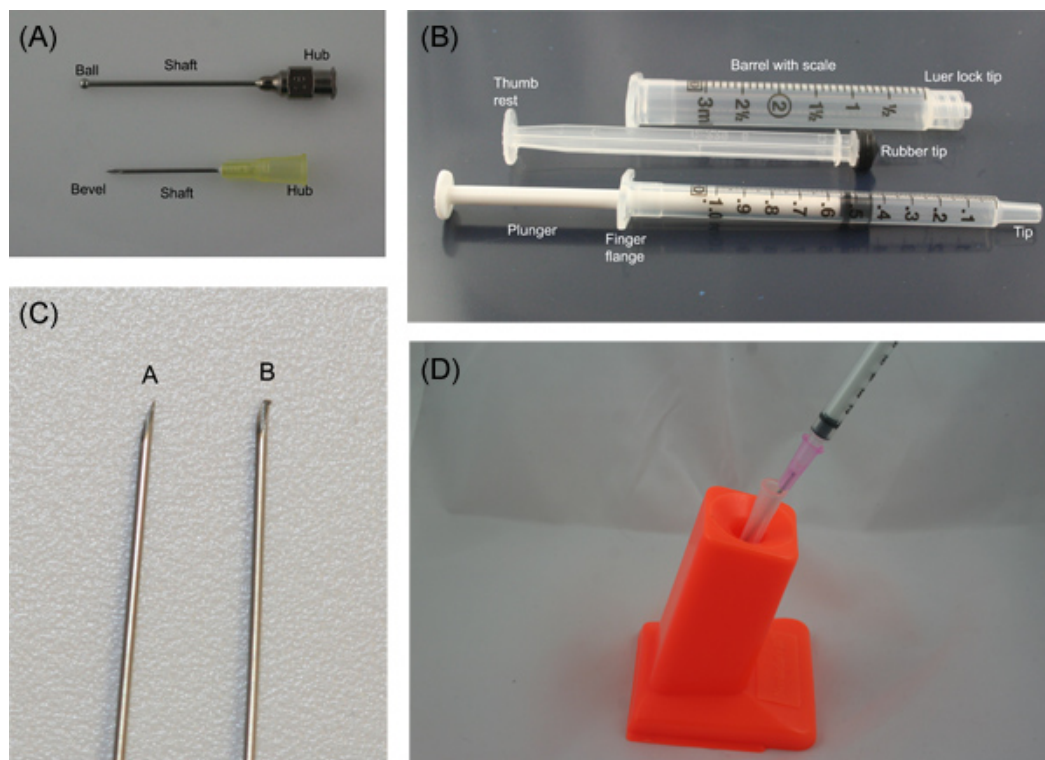 (A)
Ball
Shaft
Hub
Bevel
Shaft
Hub
(B)
Thumb
rest
Barrel with scale
Luer lock tip
3ml 2½ 2 1½ 1 ½
Rubber tip
1.0 .9 .8 .7 .6 .5 .4 .3 .2 .1
Plunger
Finger
flange
Tip
(C)
A
B
(D)